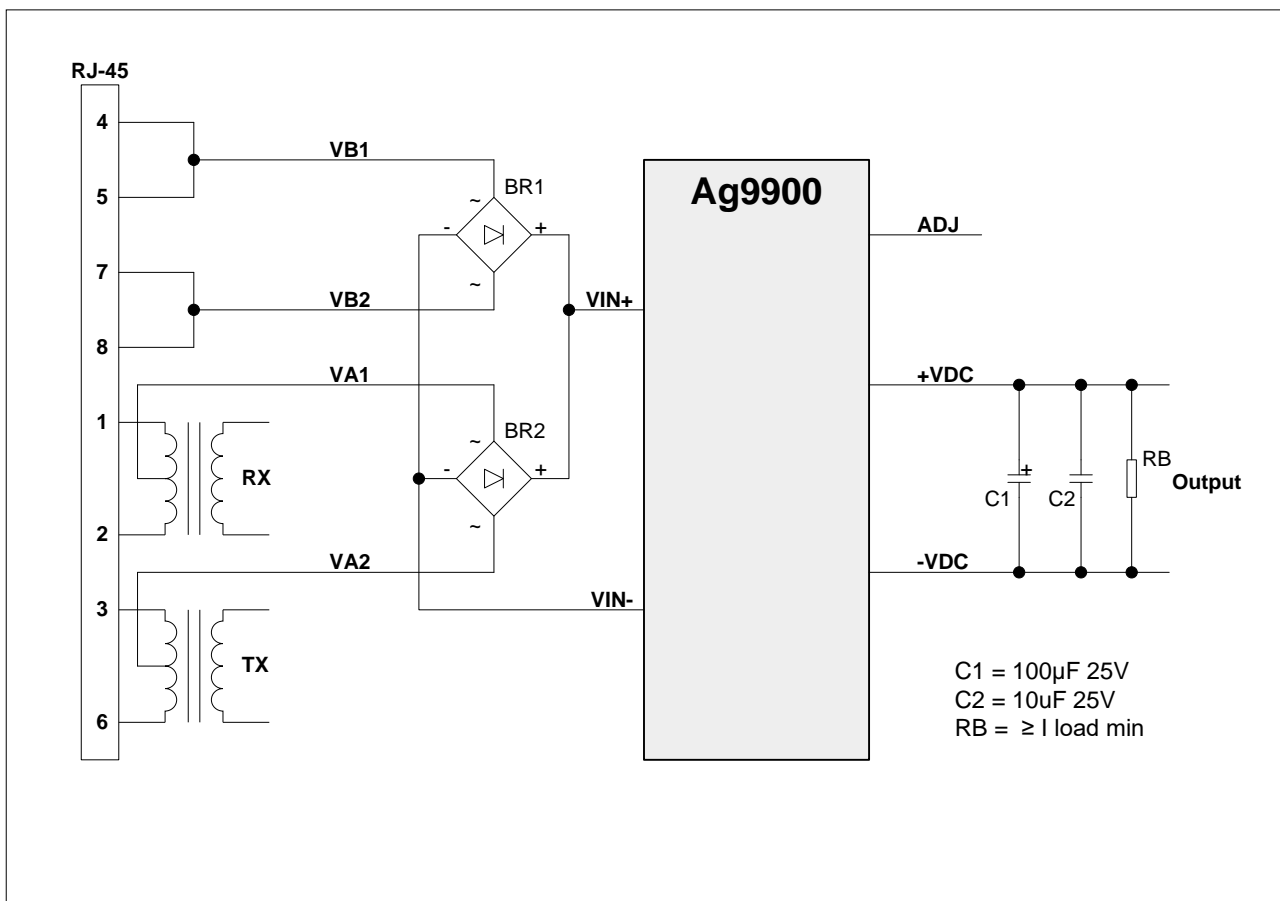 RJ-45
4
5
7
8
1
2
3
6
VB1
VB2
VA1
VA2
RX
TX
BR1
~
-
+
~
BR2
~
-
+
~
VIN+
VIN-
Ag9900
ADJ
+VDC
-VDC
+
C1
C2
RB
Output
C1 = 100µF 25V
C2 = 10uF 25V
RB = ≥ I load min